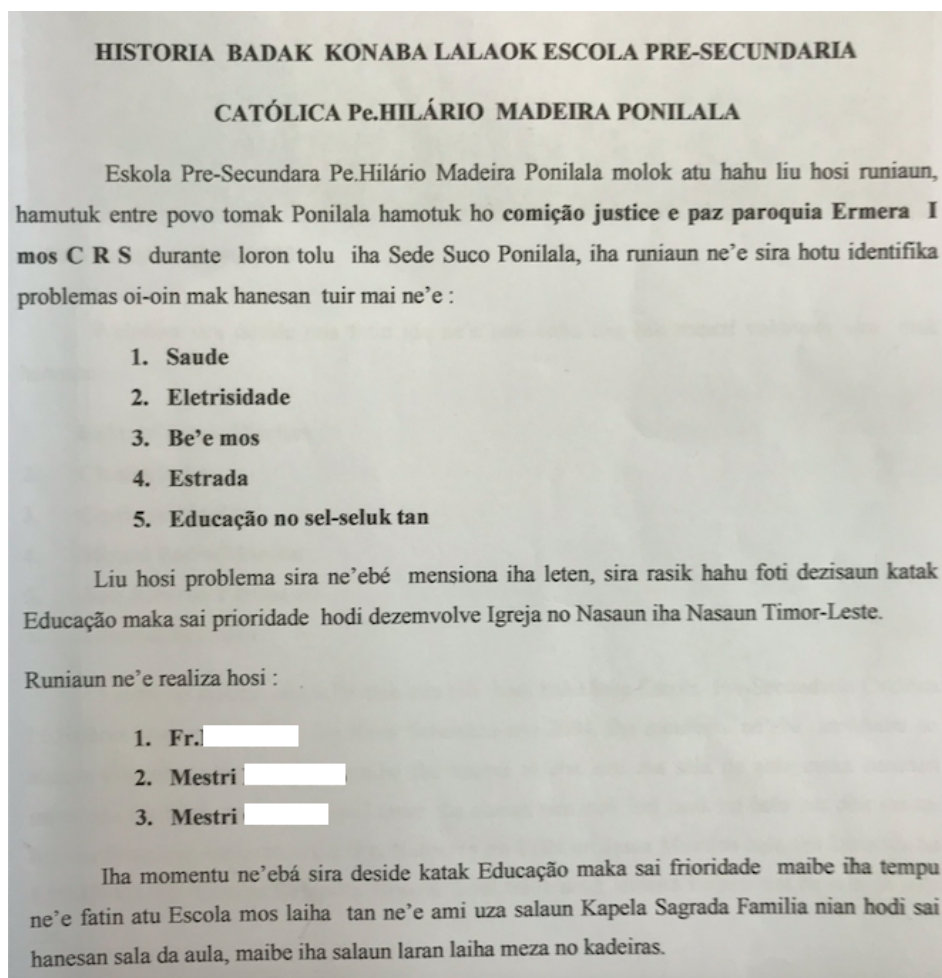 HISTORIA BADAK KONABA LALAOK ESCOLA PRE-SECUNDARIA
CATÓLICA Pe.HILÁRIO MADEIRA PONILALA
Eskola Pre-Secundara Pe.Hilário Madeira Ponilala molok atu hahu liu hosi runiaun,
hamutuk entre povo tomak Ponilala hamotuk ho comição justice e paz paroquia Ermera I
mos C R S durante loron tolu iha Sede Suco Ponilala, iha runiaun ne’e sira hotu identifika
problemas oi-oin mak hanesan tuir mai ne’e :
1. Saude
2. Eletrisidade
3. Be’e mos
4. Estrada
5. Educação no sel-seluk tan
Liu hosi problema sira ne’ebé mensiona iha leten, sira rasik hahu foti dezisaun katak
Educação maka sai prioridade hodi dezemvolve Igreja no Nasaun iha Nasaun Timor-Leste.
Runiaun ne’e realiza hosi :
1. Fr.
2. Mestri
3. Mestri
Iha momentu ne’ebá sira deside katak Educação maka sai frioridade maibe iha tempu
ne’e fatin atu Escola mos laiha tan ne’e ami uza salaun Kapela Sagrada Familia nian hodi sai
hanesan sala da aula, maibe iha salaun laran laiha meza no kadeiras.